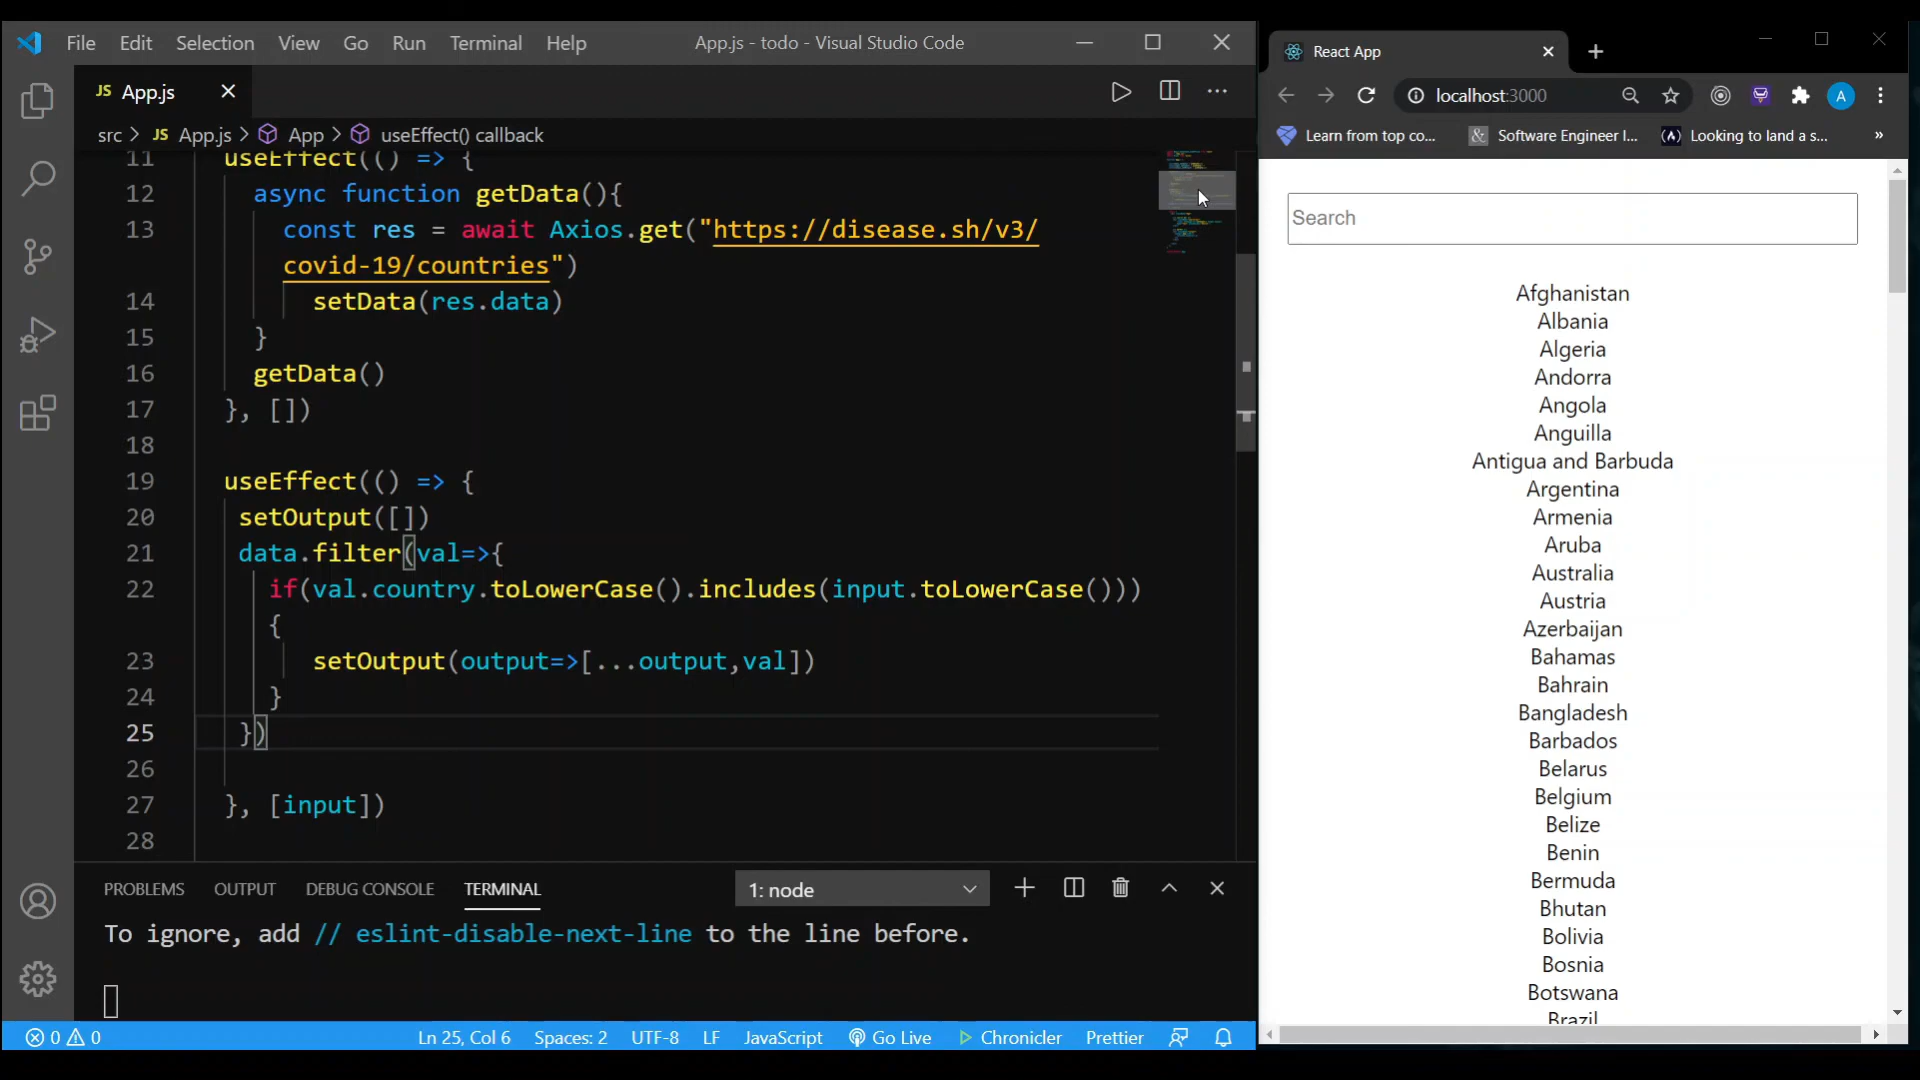 File Edit Selection View Go Run Terminal Help App.js - todo - Visual Studio Code
JS App.js
src > JS App.js > App > useEffect() callback
11 useEffect(() => {
12 async function getData(){
13 const res = await Axios.get("https://disease.sh/v3/
covid-19/countries")
14 setData(res.data)
15 }
16 getData()
17 }, [])
18
19 useEffect(() => {
20 setOutput([])
21 data.filter(val=>{
22 if(val.country.toLowerCase().includes(input.toLowerCase()))
{
23 setOutput(output=>[...output,val])
24 }
25 })
26
27 }, [input])
28
PROBLEMS OUTPUT DEBUG CONSOLE TERMINAL 1: node
To ignore, add // eslint-disable-next-line to the line before.
0 0 Ln 25, Col 6 Spaces: 2 UTF-8 LF JavaScript Go Live Chronicler Prettier
React App
localhost:3000 A
Learn from top co... & Software Engineer I... (A) Looking to land a s... »
Search
Afghanistan
Albania
Algeria
Andorra
Angola
Anguilla
Antigua and Barbuda
Argentina
Armenia
Aruba
Australia
Austria
Azerbaijan
Bahamas
Bahrain
Bangladesh
Barbados
Belarus
Belgium
Belize
Benin
Bermuda
Bhutan
Bolivia
Bosnia
Botswana
Brazil